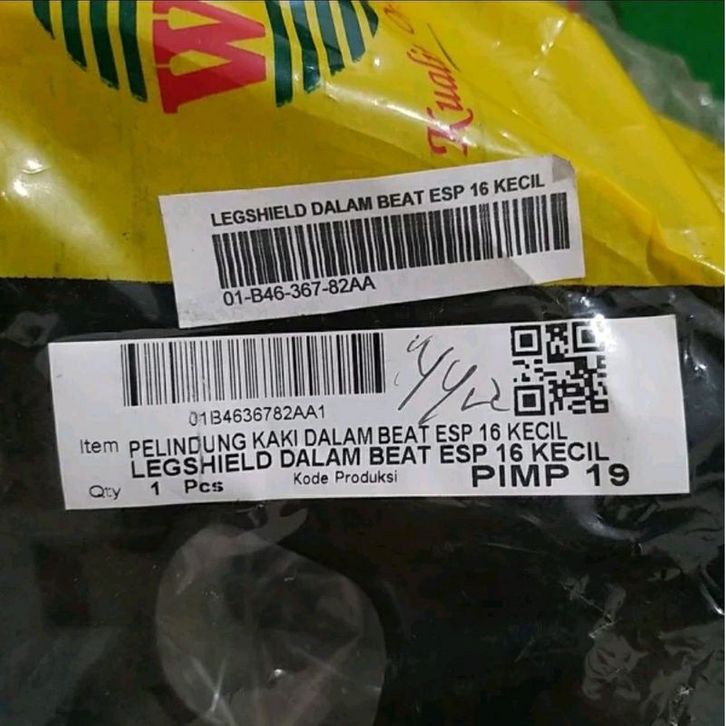 W
LEGSHIELD DALAM BEAT ESP 16 KECIL
01-B46-367-82AA
01B4636782AA1
Item PELINDUNG KAKI DALAM BEAT ESP 16 KECIL
LEGSHIELD DALAM BEAT ESP 16 KECIL
Qty 1 Pcs Kode Produksi PIMP 19